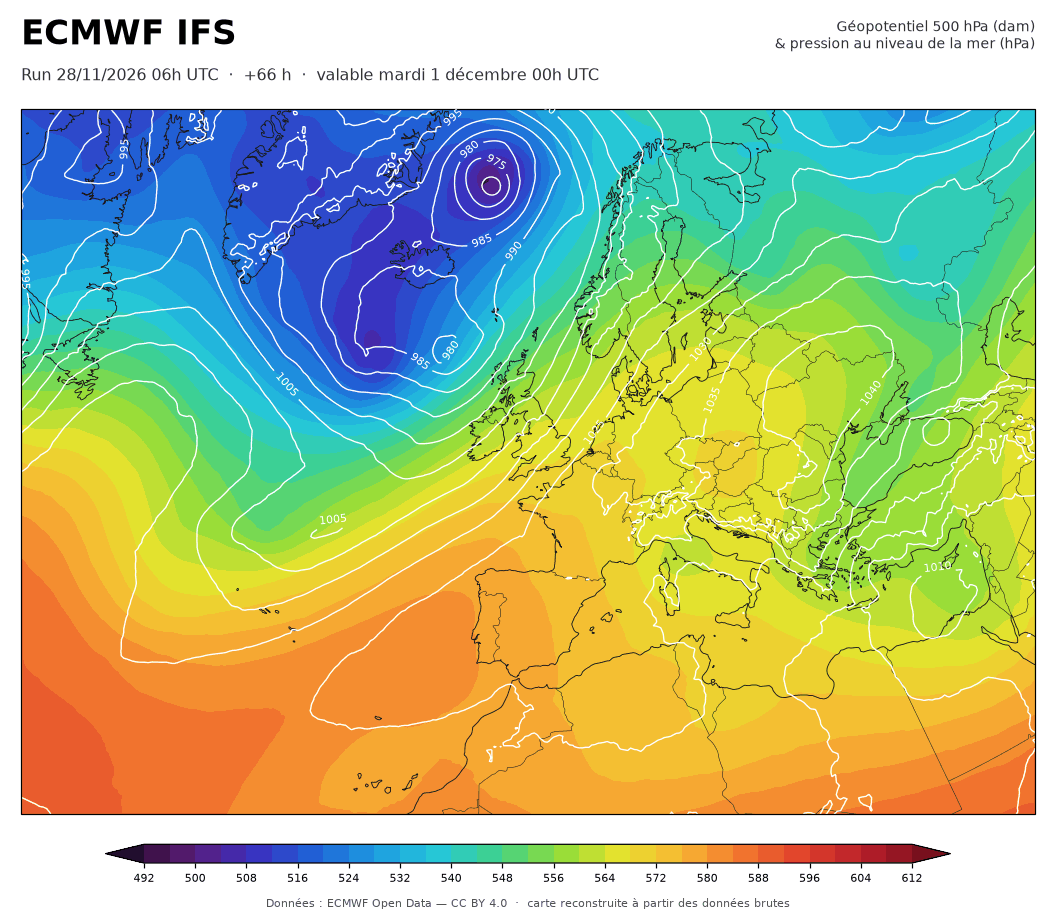 ECMWF IFS
Géopotentiel 500 hPa (dam)
& pression au niveau de la mer (hPa)
Run 28/11/2026 06h UTC · +66 h · valable mardi 1 décembre 00h UTC
995
995
980
975
985
990
995
985
980
1005
1030
1035
1040
1005
1010
492 500 508 516 524 532 540 548 556 564 572 580 588 596 604 612
Données : ECMWF Open Data — CC BY 4.0 · carte reconstruite à partir des données brutes